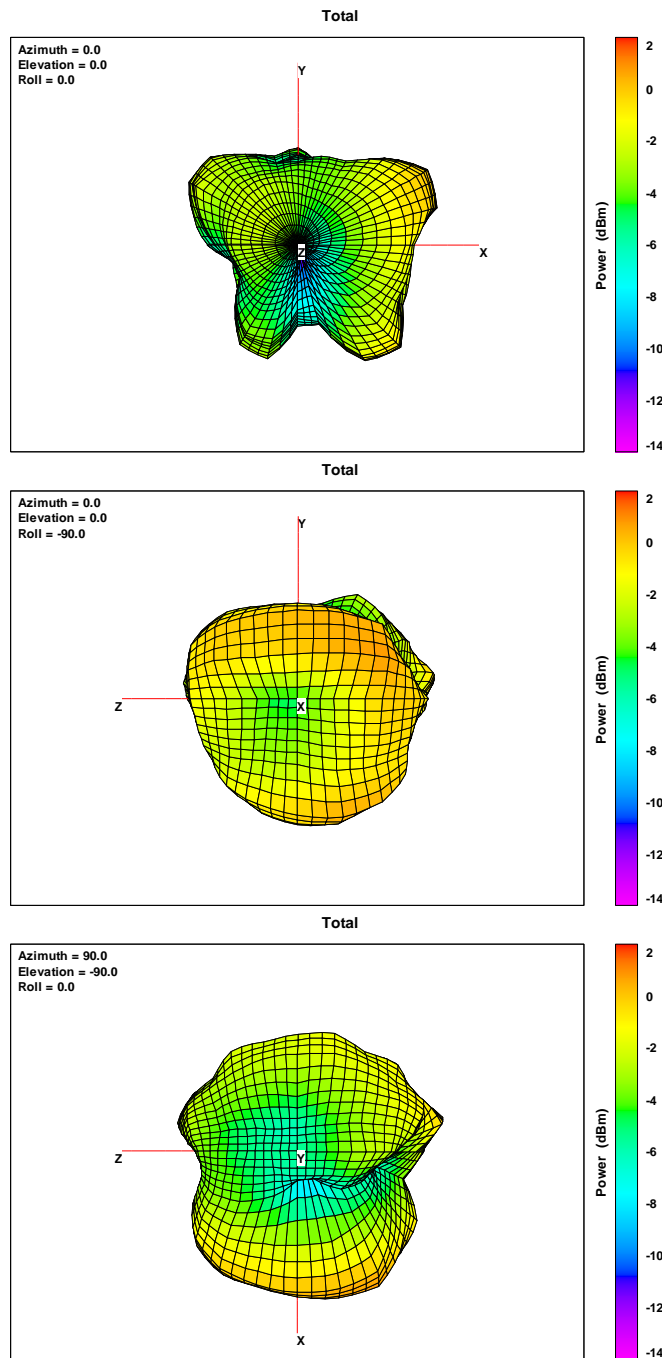 Total
Azimuth = 0.0
Elevation = 0.0
Roll = 0.0
Y
Z
X
2
0
-2
-4
-6
-8
-10
-12
-14
Power (dBm)
Total
Azimuth = 0.0
Elevation = 0.0
Roll = -90.0
Y
Z
X
2
0
-2
-4
-6
-8
-10
-12
-14
Power (dBm)
Total
Azimuth = 90.0
Elevation = -90.0
Roll = 0.0
Z
Y
X
2
0
-2
-4
-6
-8
-10
-12
-14
Power (dBm)